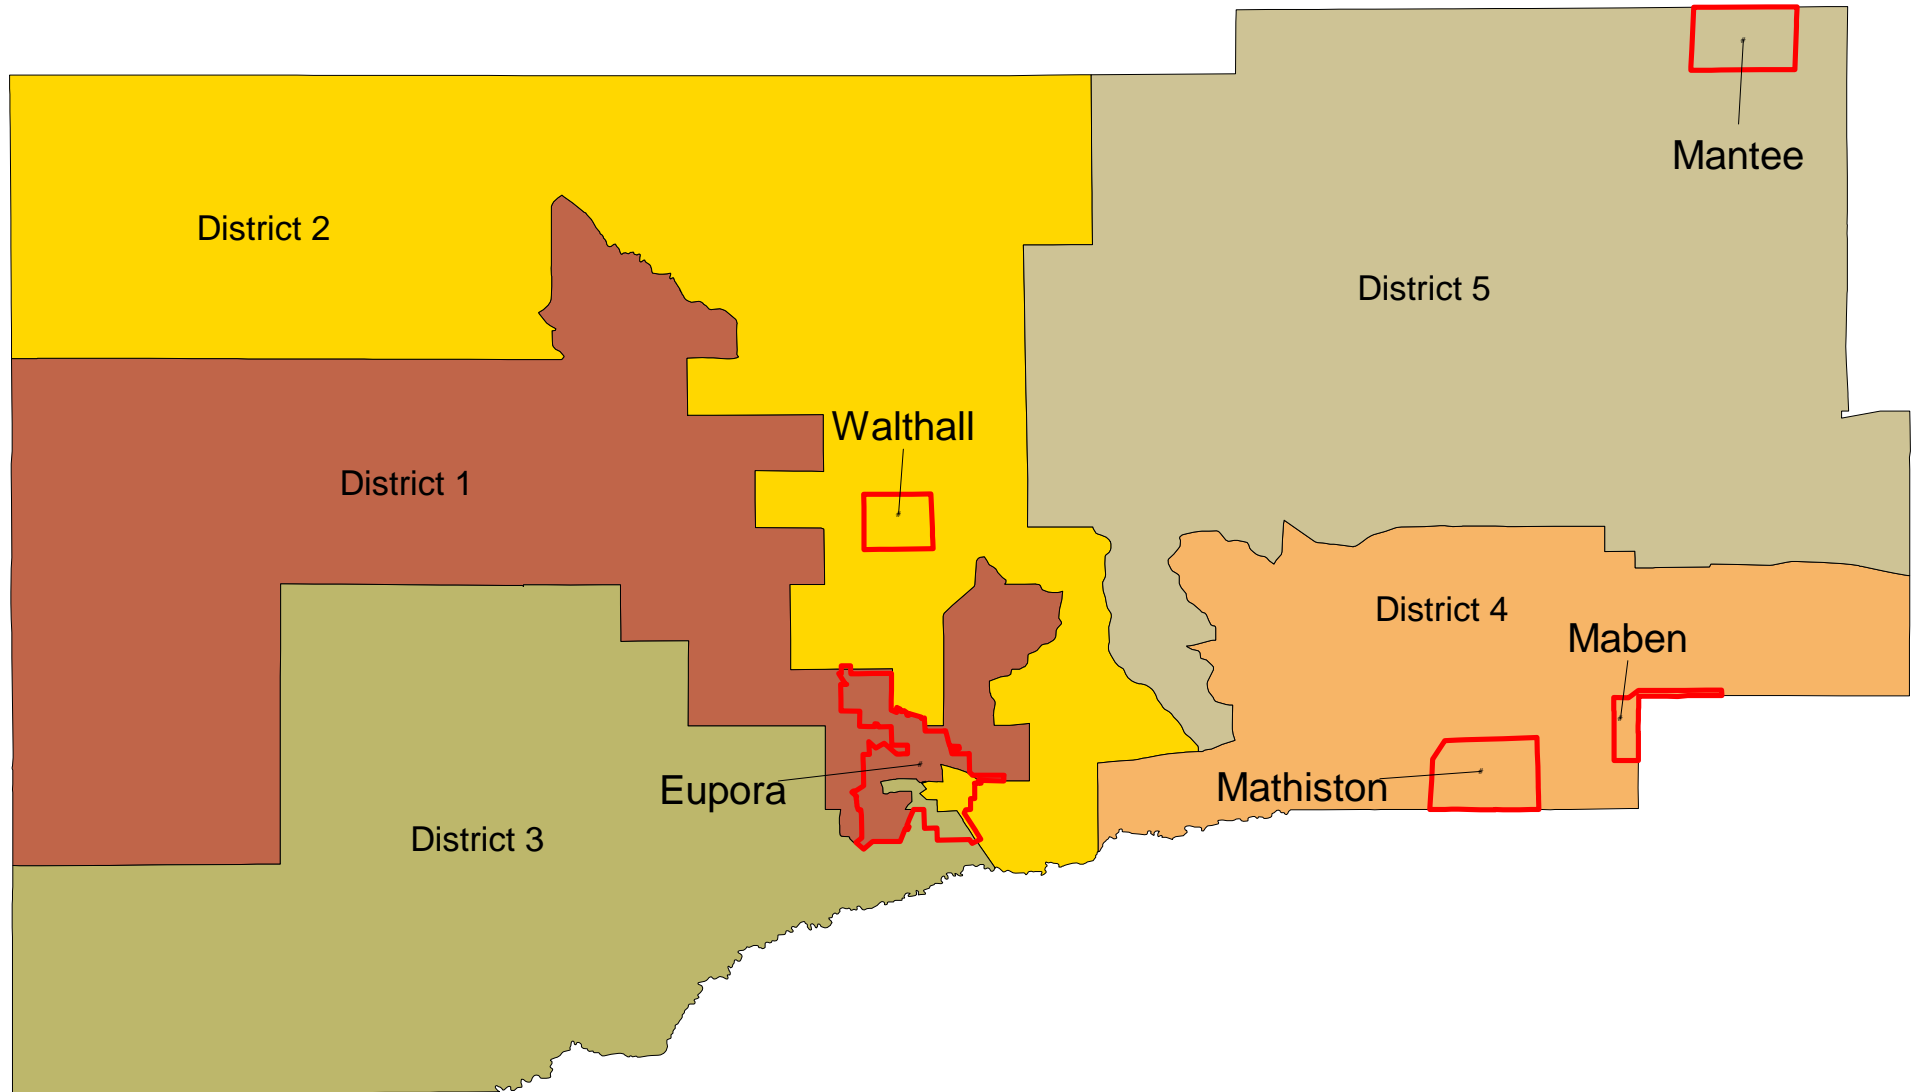 Mantee
District 2
District 5
Walthall
District 1
District 4
Maben
Eupora
Mathiston
District 3